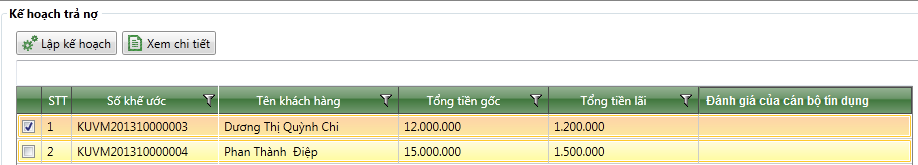 Kế hoạch trả nợ
Lập kế hoạch Xem chi tiết
STT Số khế ước Tên khách hàng Tổng tiền gốc Tổng tiền lãi Đánh giá của cán bộ tín dụng
1 KUVM201310000003 Dương Thị Quỳnh Chi 12.000.000 1.200.000
2 KUVM201310000004 Phan Thành Điệp 15.000.000 1.500.000